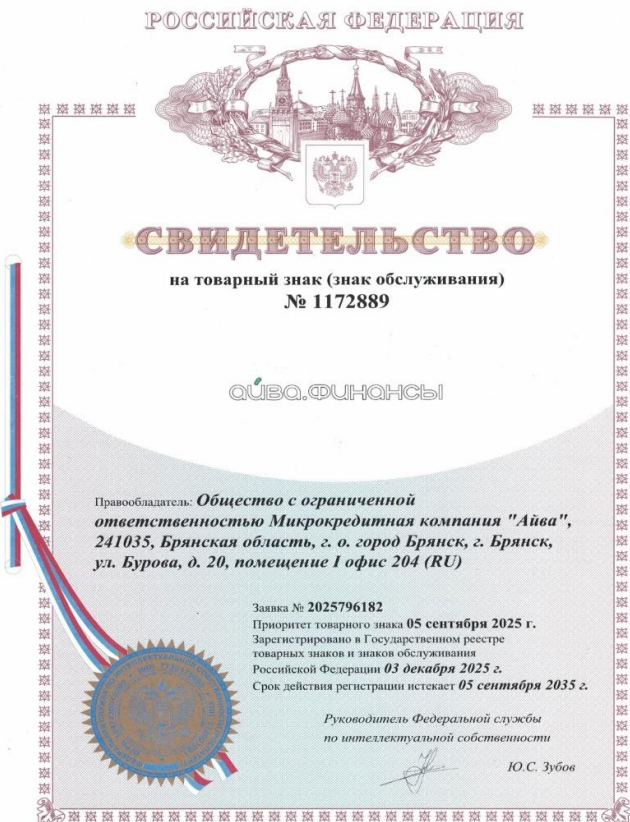 РОССИЙСКАЯ ФЕДЕРАЦИЯ
СВИДЕТЕЛЬСТВО
на товарный знак (знак обслуживания)
№ 1172889
айва.финансы
Правообладатель: Общество с ограниченной
ответственностью Микрокредитная компания "Айва",
241035, Брянская область, г. о. город Брянск, г. Брянск,
ул. Бурова, д. 20, помещение I офис 204 (RU)
Заявка № 2025796182
Приоритет товарного знака 05 сентября 2025 г.
Зарегистрировано в Государственном реестре
товарных знаков и знаков обслуживания
Российской Федерации 03 декабря 2025 г.
Срок действия регистрации истекает 05 сентября 2035 г.
Руководитель Федеральной службы
по интеллектуальной собственности
Ю.С. Зубов